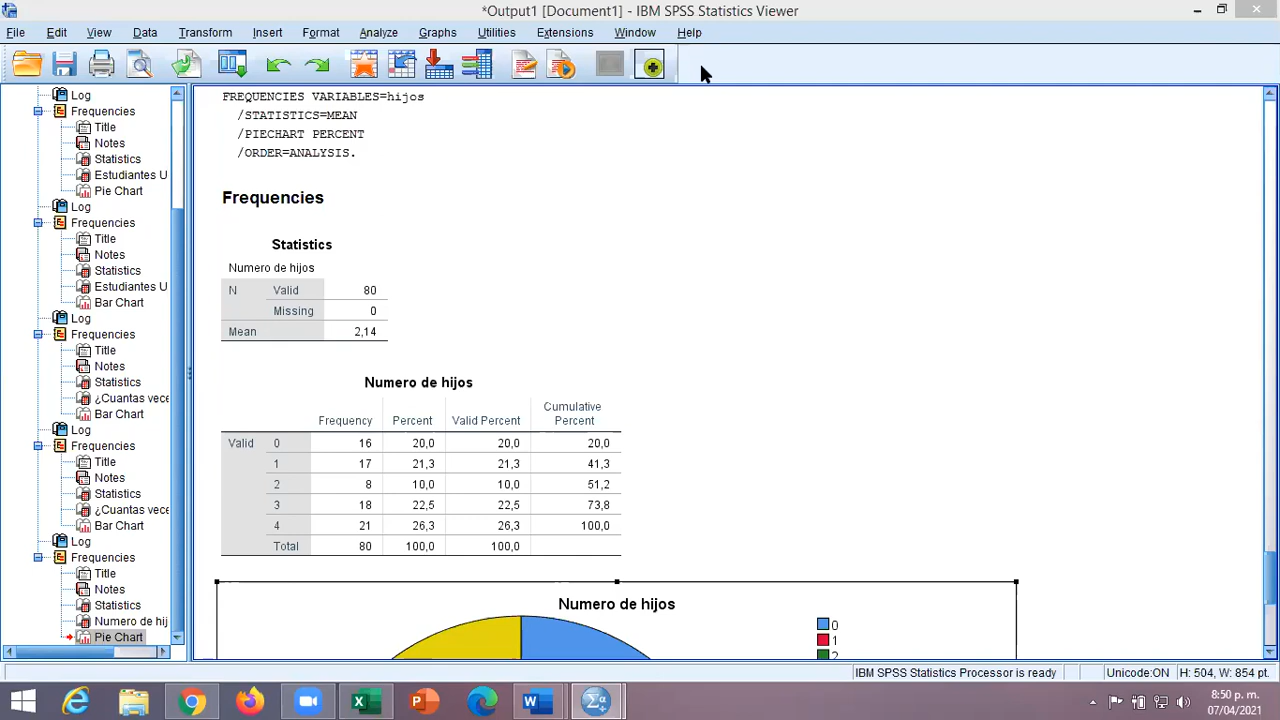 *Output1 [Document1] - IBM SPSS Statistics Viewer
File Edit View Data Transform Insert Format Analyze Graphs Utilities Extensions Window Help
Log
Frequencies
Title
Notes
Statistics
Estudiantes U
Pie Chart
Log
Frequencies
Title
Notes
Statistics
Estudiantes U
Bar Chart
Log
Frequencies
Title
Notes
Statistics
¿Cuantas vece
Bar Chart
Log
Frequencies
Title
Notes
Statistics
¿Cuantas vece
Bar Chart
Log
Frequencies
Title
Notes
Statistics
Numero de hij
Pie Chart
FREQUENCIES VARIABLES=hijos
/STATISTICS=MEAN
/PIECHART PERCENT
/ORDER=ANALYSIS.
Frequencies
Statistics
Numero de hijos
N Valid 80
Missing 0
Mean 2,14
Numero de hijos
Frequency Percent Valid Percent Cumulative Percent
Valid 0 16 20,0 20,0 20,0
1 17 21,3 21,3 41,3
2 8 10,0 10,0 51,2
3 18 22,5 22,5 73,8
4 21 26,3 26,3 100,0
Total 80 100,0 100,0
Numero de hijos
0
1
2
IBM SPSS Statistics Processor is ready Unicode:ON H: 504, W: 854 pt.
8:50 p. m.
07/04/2021